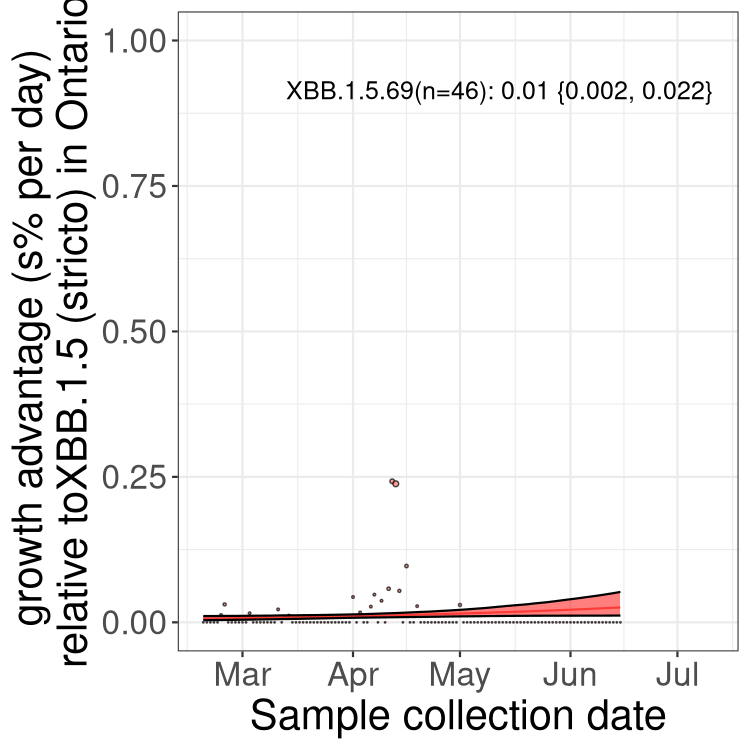 growth advantage (s% per day)
relative toXBB.1.5 (stricto) in Ontario
1.00
0.75
0.50
0.25
0.00
XBB.1.5.69(n=46): 0.01 {0.002, 0.022}
Mar Apr May Jun Jul
Sample collection date